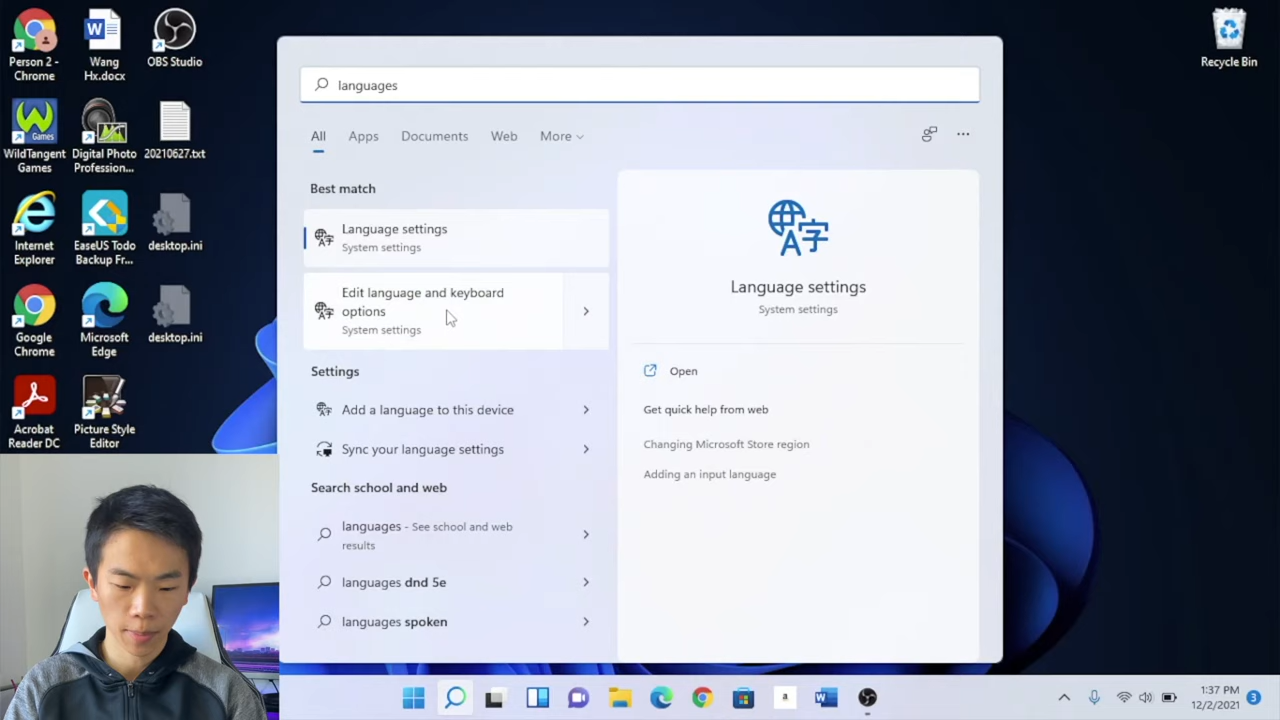 Person 2 -
Chrome
Wang
Hx.docx
OBS Studio
Recycle Bin
WildTangent
Games
Digital Photo
Profession...
20210627.txt
Internet
Explorer
EaseUS Todo
Backup Fr...
desktop.ini
Google
Chrome
Microsoft
Edge
desktop.ini
Acrobat
Reader DC
Picture Style
Editor
languages
All Apps Documents Web More
Best match
Language settings
System settings
Edit language and keyboard
options
System settings
Settings
Add a language to this device
Sync your language settings
Search school and web
languages - See school and web
results
languages dnd 5e
languages spoken
Language settings
System settings
Open
Get quick help from web
Changing Microsoft Store region
Adding an input language
1:37 PM
12/2/2021
3